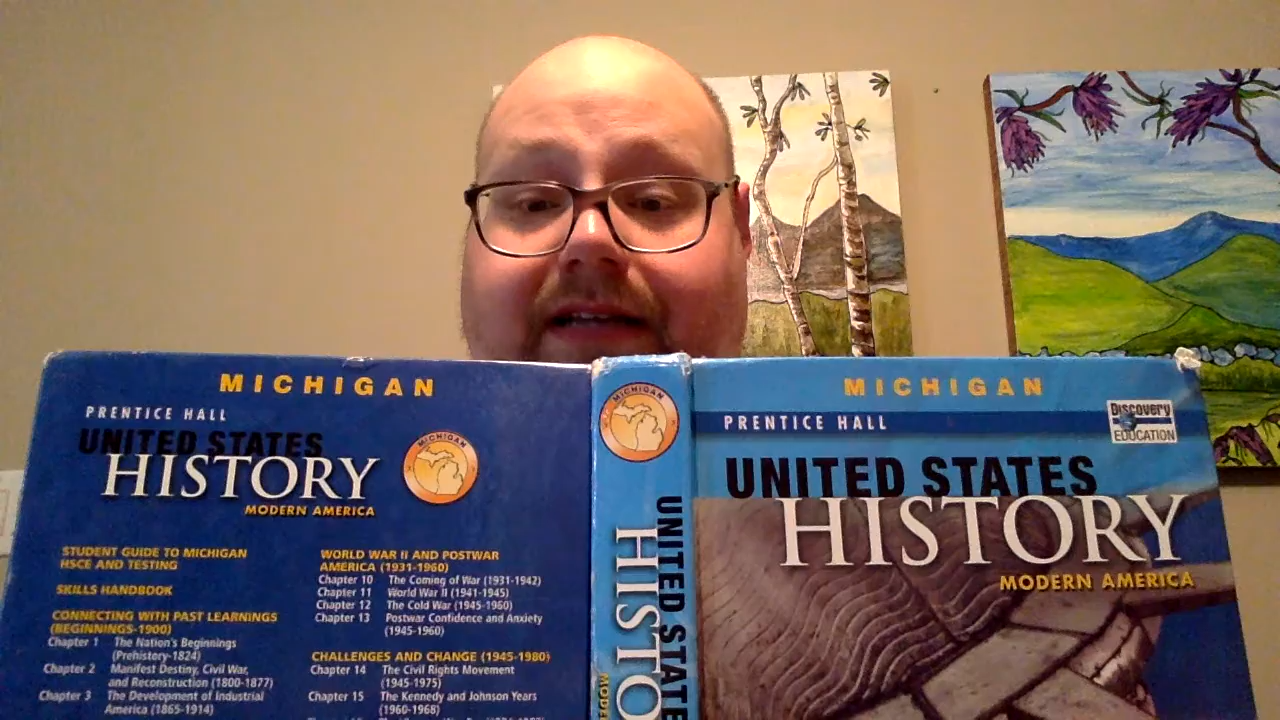 MICHIGAN
PRENTICE HALL
UNITED STATES
HISTORY
MODERN AMERICA
MICHIGAN
STUDENT GUIDE TO MICHIGAN
HSCE AND TESTING
SKILLS HANDBOOK
CONNECTING WITH PAST LEARNINGS
(BEGINNINGS-1900)
Chapter 1 The Nation's Beginnings
(Prehistory-1824)
Chapter 2 Manifest Destiny, Civil War,
and Reconstruction (1800-1877)
Chapter 3 The Development of Industrial
America (1865-1914)
WORLD WAR II AND POSTWAR
AMERICA (1931-1960)
Chapter 10 The Coming of War (1931-1942)
Chapter 11 World War II (1941-1945)
Chapter 12 The Cold War (1945-1960)
Chapter 13 Postwar Confidence and Anxiety
(1945-1960)
CHALLENGES AND CHANGE (1945-1980)
Chapter 14 The Civil Rights Movement
(1945-1975)
Chapter 15 The Kennedy and Johnson Years
(1960-1968)
MICHIGAN
UNITED STATE
HISTO
MODE
MICHIGAN
PRENTICE HALL
Discovery
EDUCATION
UNITED STATES
HISTORY
MODERN AMERICA